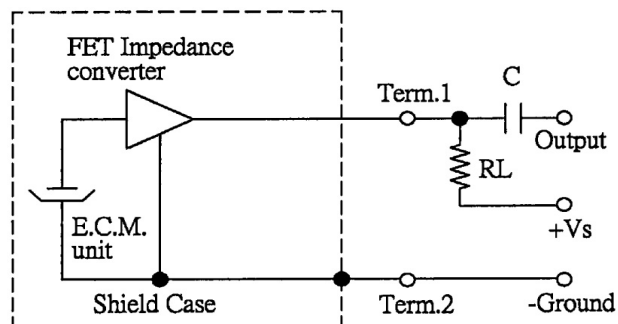 FET Impedance
converter
Term.1
C
Output
RL
+Vs
E.C.M.
unit
Shield Case
Term.2
-Ground